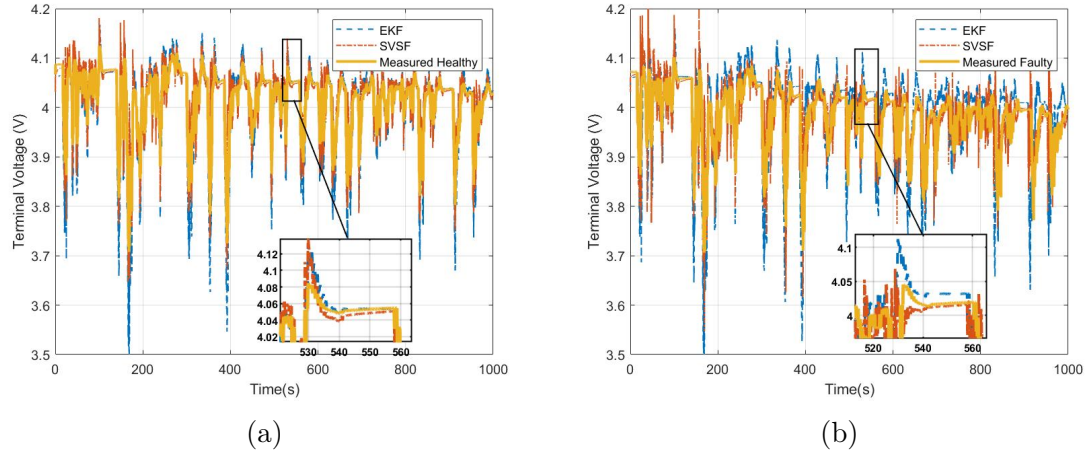 4.2
4.1
4
3.9
3.8
3.7
3.6
3.5
Terminal Voltage (V)
EKF
SVSF
Measured Healthy
4.12
4.10
4.08
4.06
4.04
4.02
530 540 550 560
0 200 400 600 800 1000
Time(s)
(a)
4.2
4.1
4
3.9
3.8
3.7
3.6
3.5
Terminal Voltage (V)
EKF
SVSF
Measured Faulty
4.1
4.05
4
520 540 560
0 200 400 600 800 1000
Time(s)
(b)